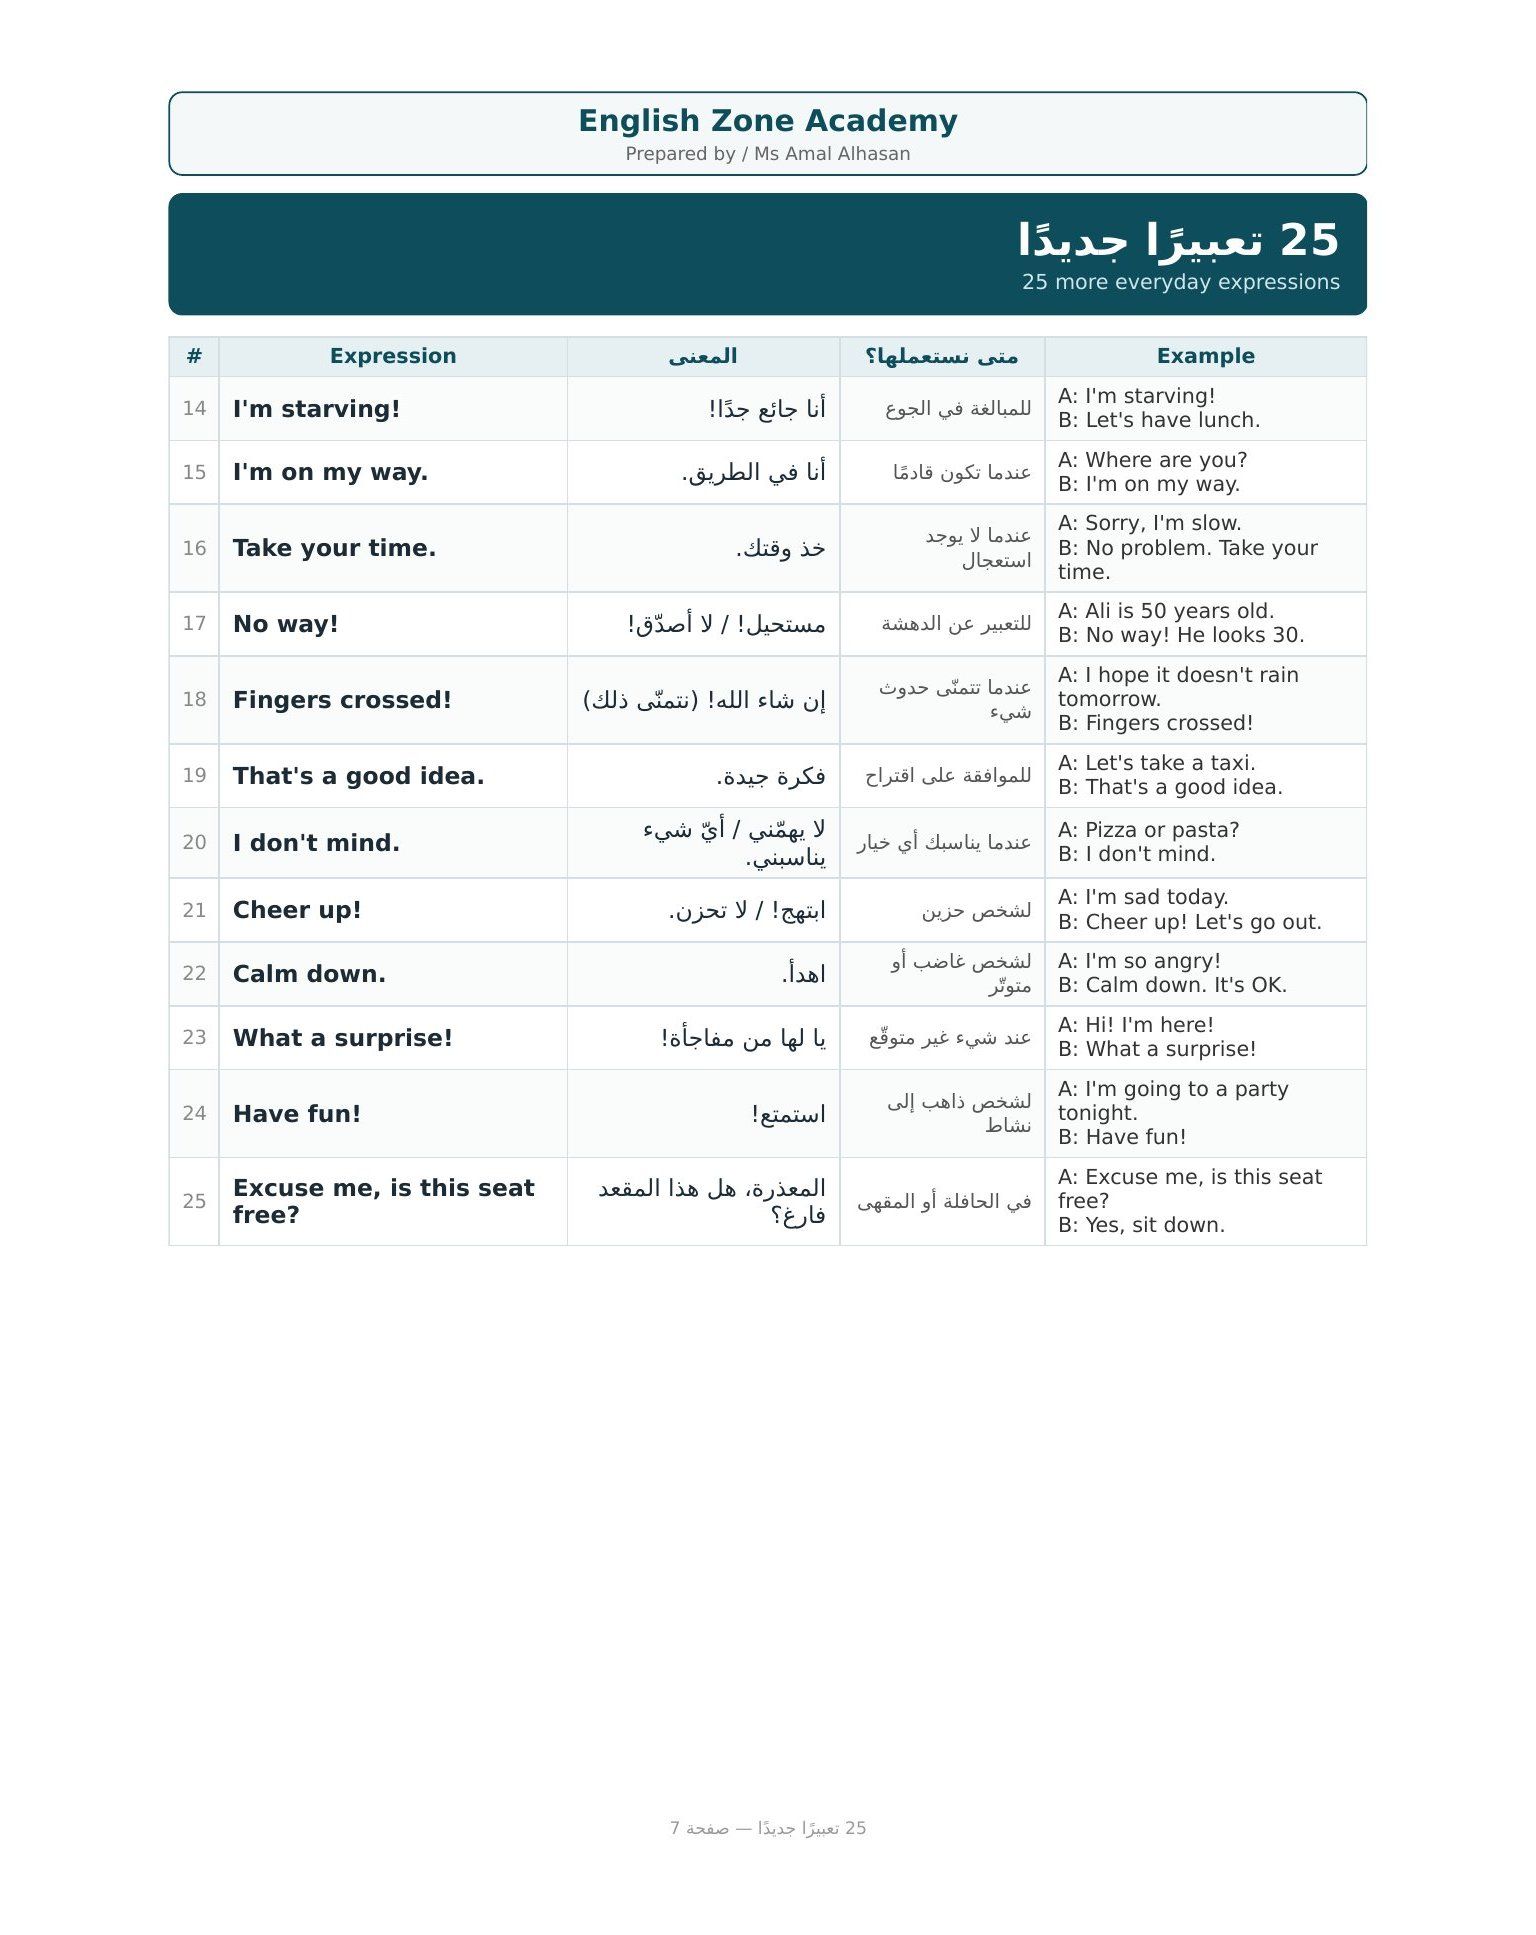 English Zone Academy
Prepared by / Ms Amal Alhasan
25 تعبيرًا جديدًا
25 more everyday expressions
# Expression المعنى متى نستعملها؟ Example
14 I'm starving! أنا جائع جدًا! للمبالغة في الجوع A: I'm starving!
B: Let's have lunch.
15 I'm on my way. أنا في الطريق. عندما تكون قادمًا A: Where are you?
B: I'm on my way.
16 Take your time. خذ وقتك. عندما لا يوجد
استعجال
A: Sorry, I'm slow.
B: No problem. Take your
time.
17 No way! مستحيل! / لا أصدّق! للتعبير عن الدهشة A: Ali is 50 years old.
B: No way! He looks 30.
18 Fingers crossed! إن شاء الله! (نتمنّى ذلك) عندما تتمنّى حدوث
شيء
A: I hope it doesn't rain
tomorrow.
B: Fingers crossed!
19 That's a good idea. فكرة جيدة. للموافقة على اقتراح A: Let's take a taxi.
B: That's a good idea.
20 I don't mind. لا يهمّني / أيّ شيء
يناسبني.
عندما يناسبك أي خيار A: Pizza or pasta?
B: I don't mind.
21 Cheer up! ابتهج! / لا تحزن. لشخص حزين A: I'm sad today.
B: Cheer up! Let's go out.
22 Calm down. اهدأ. لشخص غاضب أو
متوتّر
A: I'm so angry!
B: Calm down. It's OK.
23 What a surprise! يا لها من مفاجأة! عند شيء غير متوقّع A: Hi! I'm here!
B: What a surprise!
24 Have fun! استمتع! لشخص ذاهب إلى
نشاط
A: I'm going to a party
tonight.
B: Have fun!
25 Excuse me, is this seat
free?
المعذرة، هل هذا المقعد
فارغ؟
في الحافلة أو المقهى A: Excuse me, is this seat
free?
B: Yes, sit down.
25 تعبيرًا جديدًا — صفحة 7